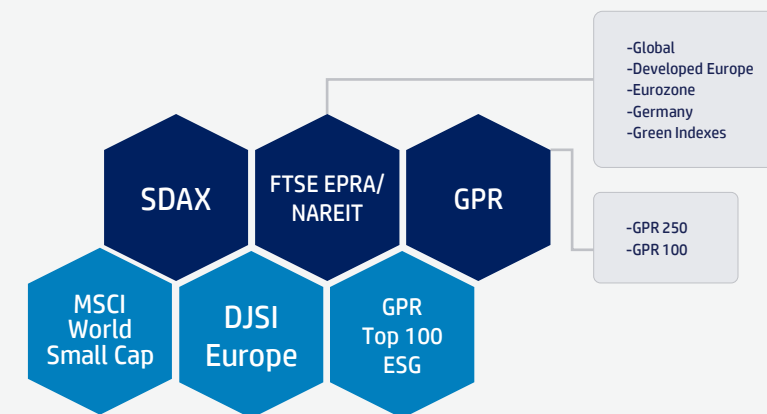 -Global
-Developed Europe
-Eurozone
-Germany
-Green Indexes
SDAX
FTSE EPRA/
NAREIT
GPR
-GPR 250
-GPR 100
MSCI
World
Small Cap
DJSI
Europe
GPR
Top 100
ESG